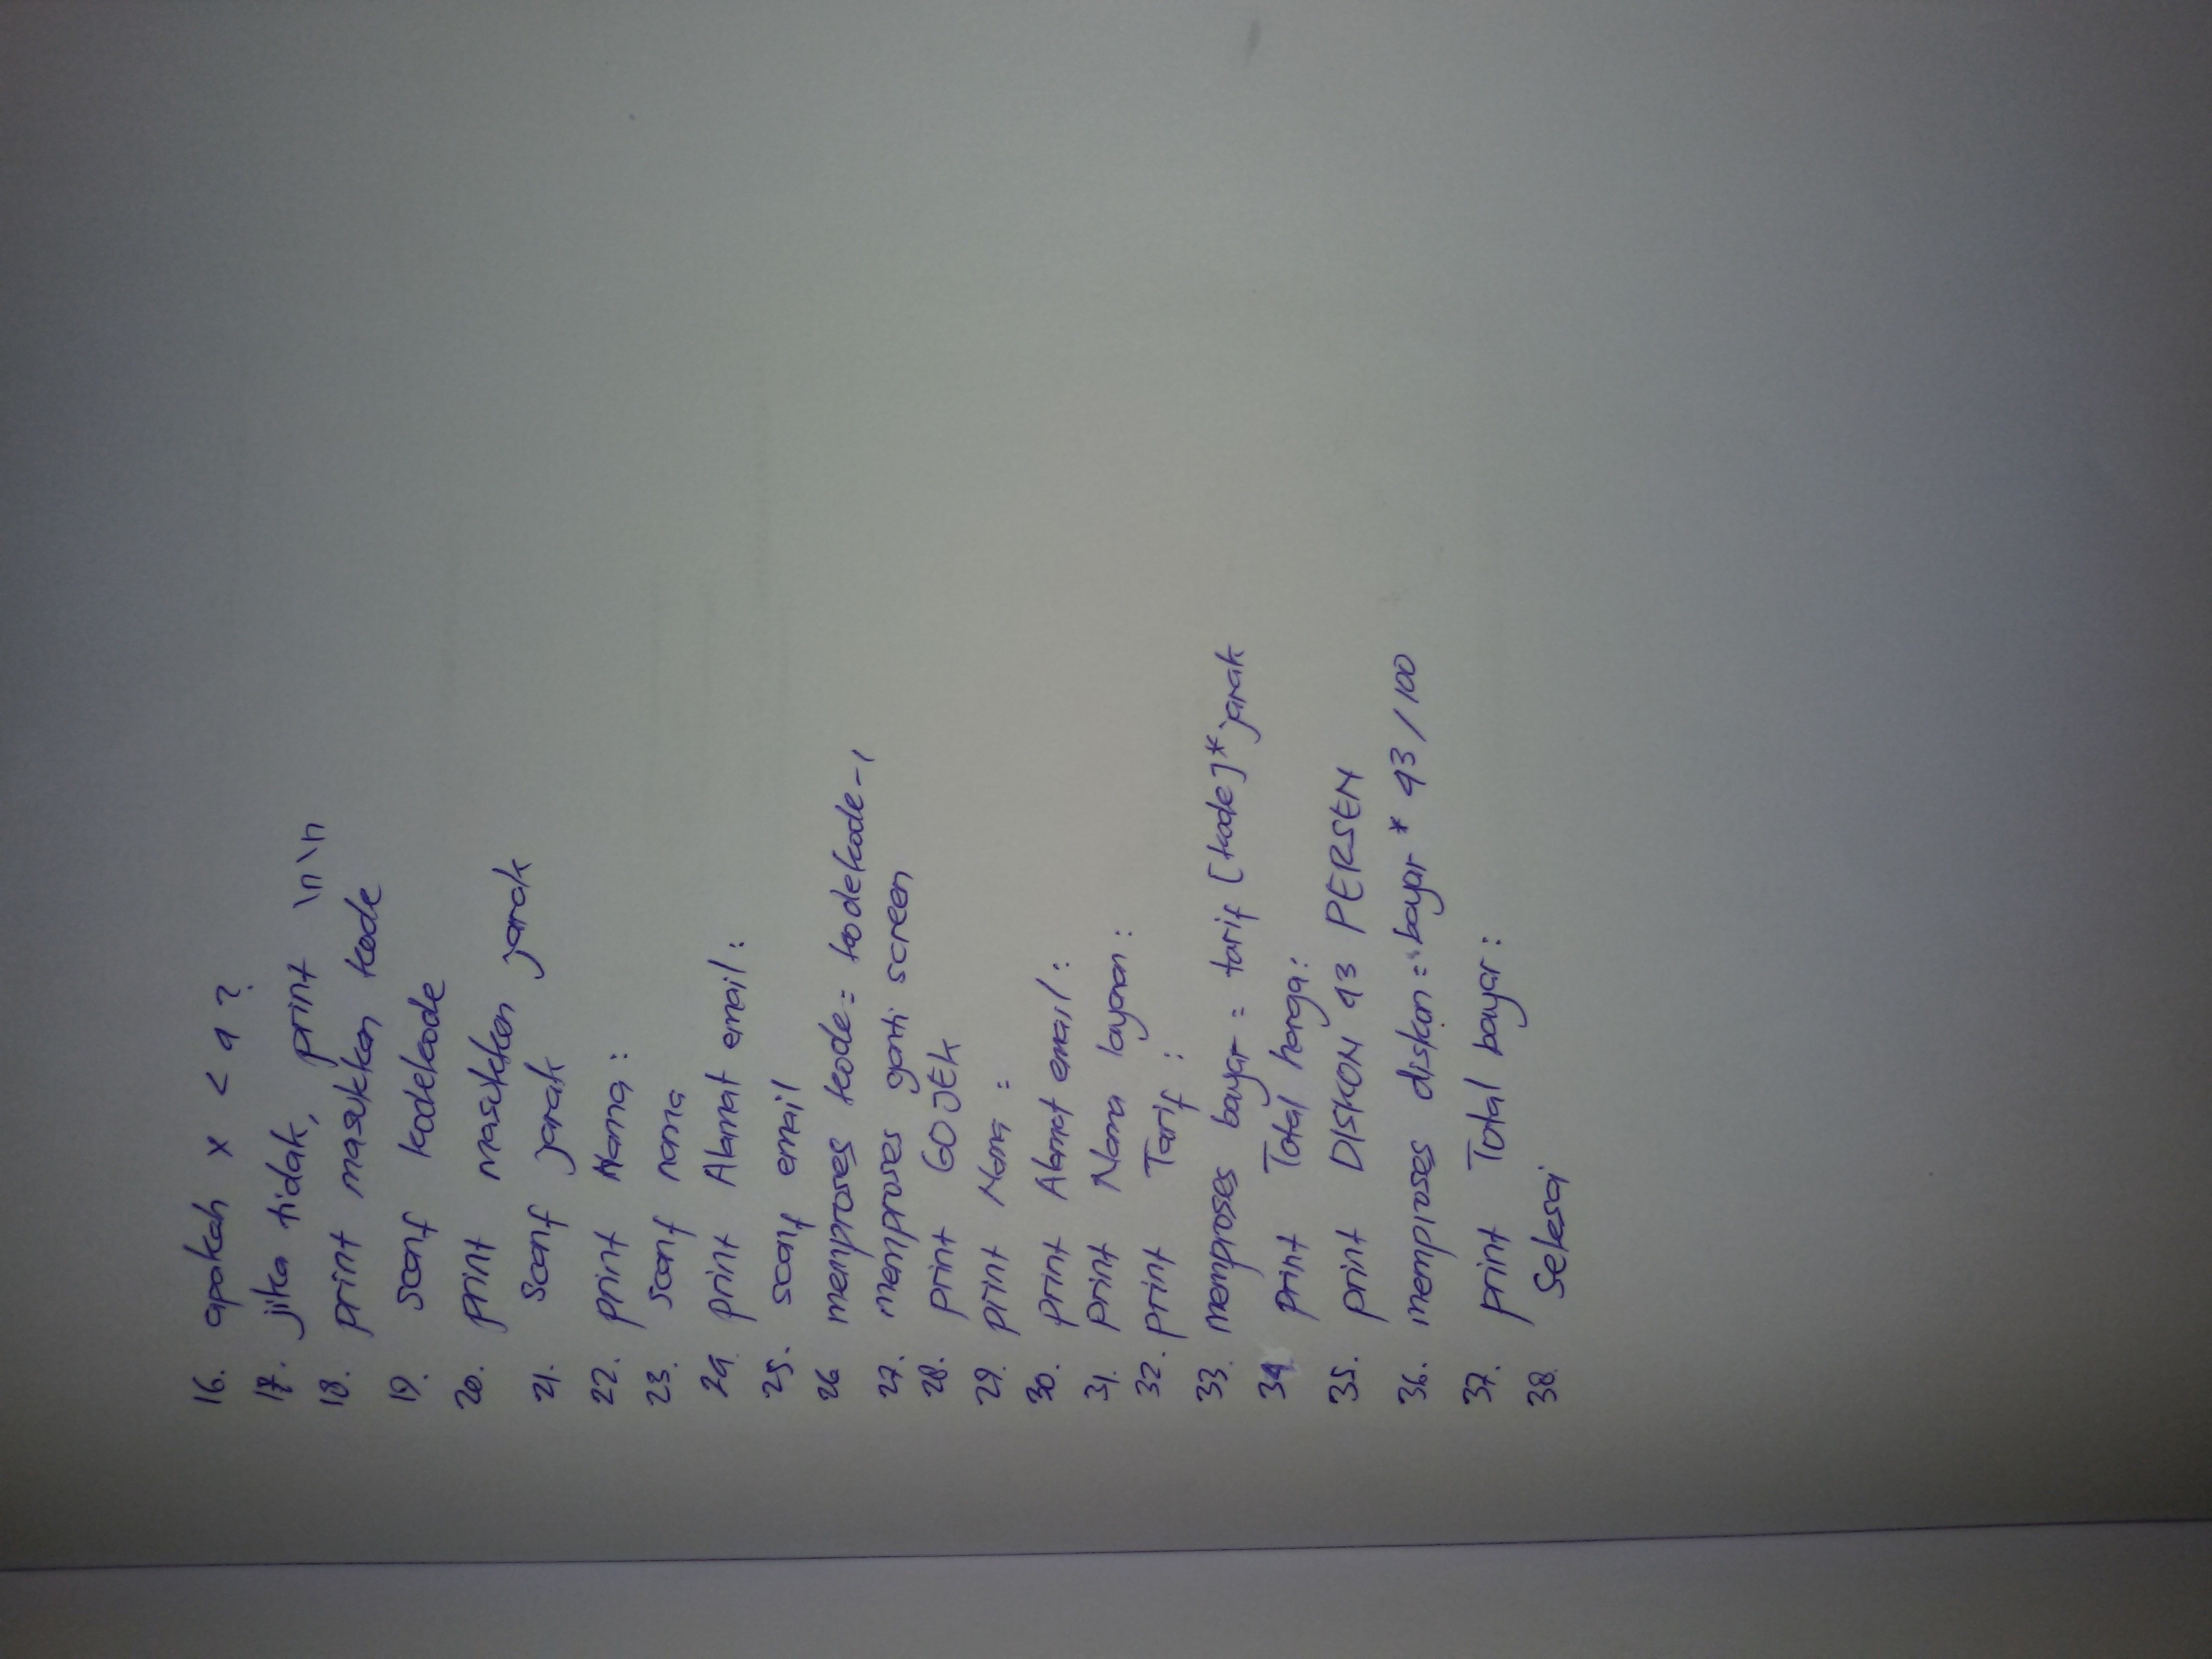 16. apakah x < 4 ?
17. jika tidak, print \n\n
18. print masukkan kode
19. scanf kodekode
20. print masukkan jarak
21. scanf jarak
22. print Nama :
23. scanf nama
24. print Alamat email :
25. scanf email
26 memproses kode = kodekode-1
27. memproses ganti screen
28. print GOJEK
29. print Nama :
30. print Alamat email :
31. print Nama layanan :
32. print Tarif :
33. memproses bayar = tarif [kode]*jarak
34 print Total harga :
35. print DISKON 43 PERSEN
36. memproses diskon = bayar * 43 / 100
37. print Total bayar :
38. Selesai